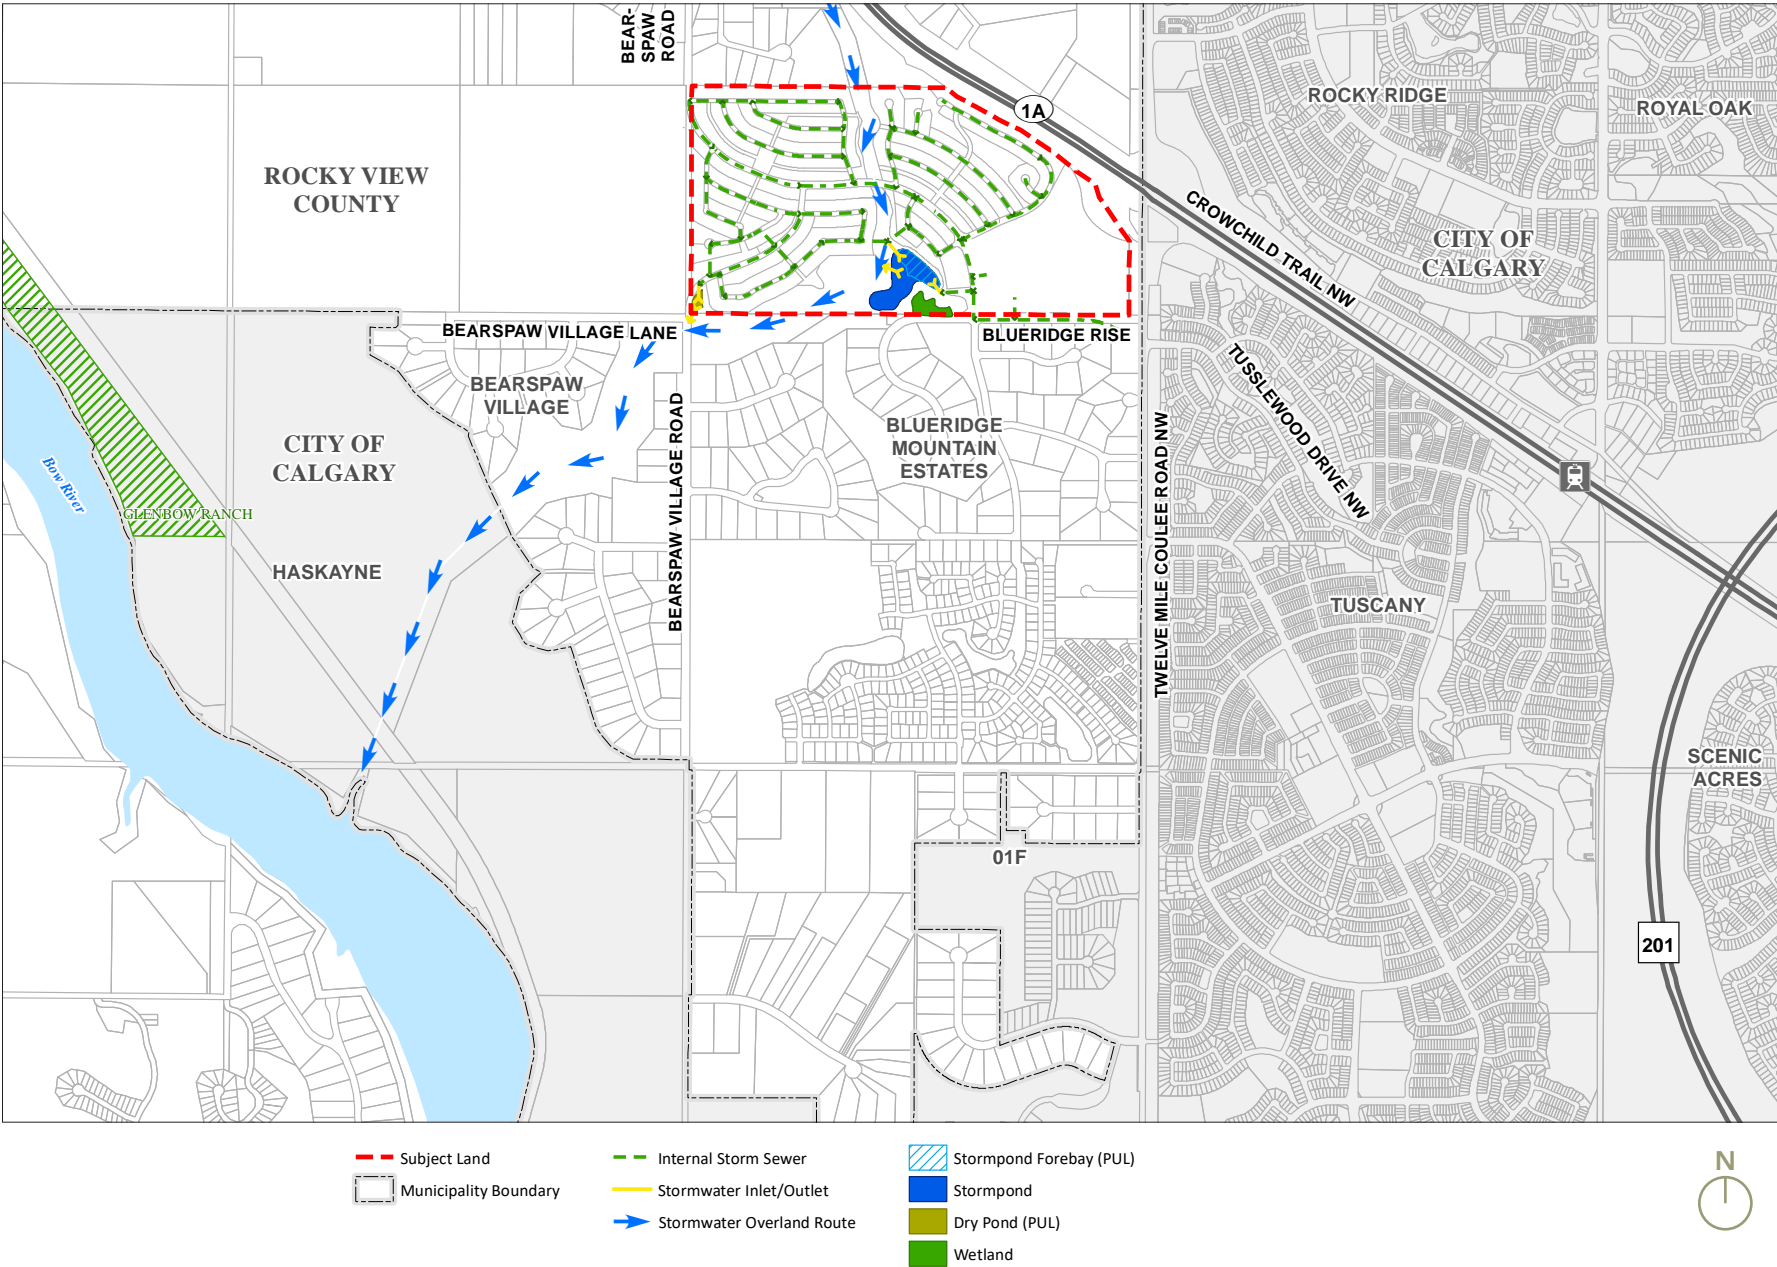 BEAR-
SPAW
ROAD
1A
ROCKY RIDGE
ROYAL OAK
ROCKY VIEW
COUNTY
CROWCHILD TRAIL NW
CITY OF
CALGARY
BEARSPAW VILLAGE LANE
BLUERIDGE RISE
BEARSPAW
VILLAGE
TUSSLEWOOD DRIVE NW
BLUERIDGE
MOUNTAIN
ESTATES
CITY OF
CALGARY
Bow River
GLENBOW RANCH
BEARSPAW VILLAGE ROAD
TWELVE MILE COULEE ROAD NW
HASKAYNE
TUSCANY
SCENIC
ACRES
01F
201
Subject Land
Municipality Boundary
Internal Storm Sewer
Stormwater Inlet/Outlet
Stormwater Overland Route
Stormpond Forebay (PUL)
Stormpond
Dry Pond (PUL)
Wetland
N